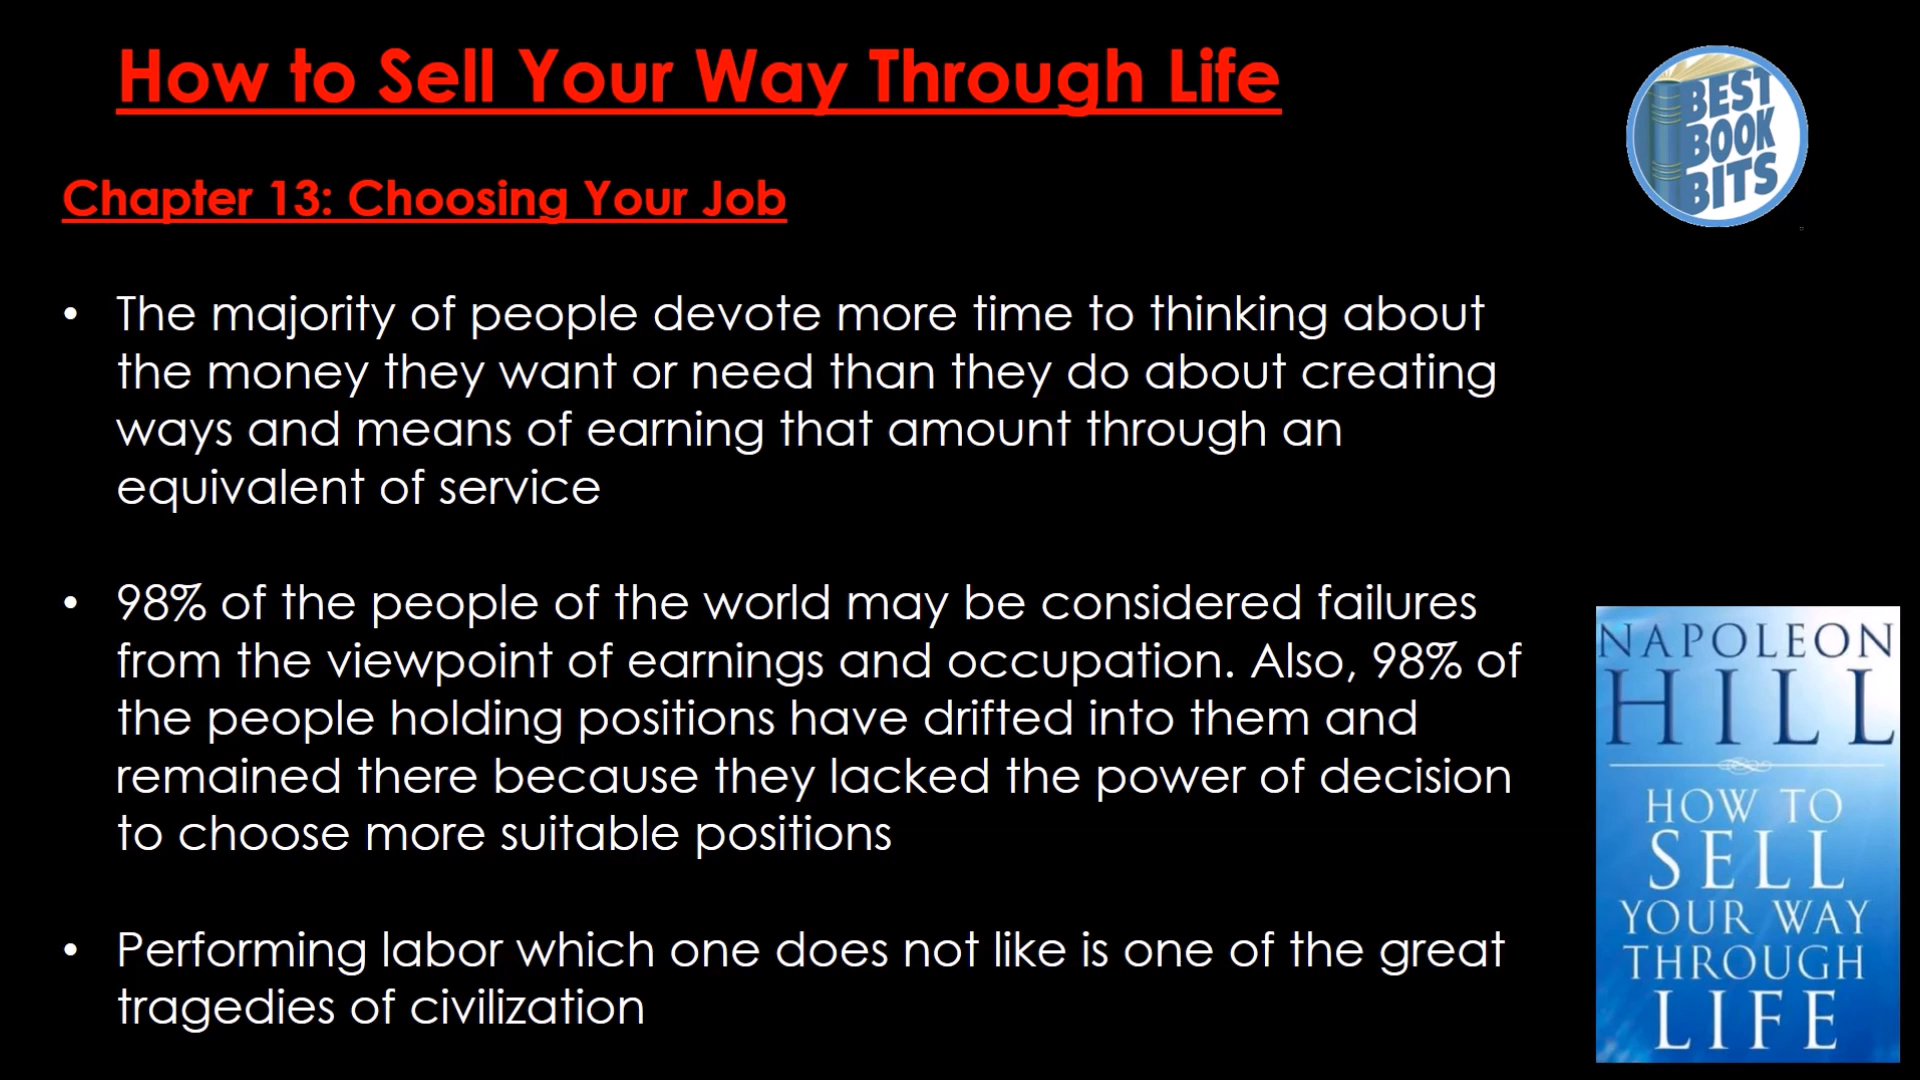 How to Sell Your Way Through Life
BEST
BOOK
BITS
Chapter 13: Choosing Your Job
• The majority of people devote more time to thinking about
the money they want or need than they do about creating
ways and means of earning that amount through an
equivalent of service
• 98% of the people of the world may be considered failures
from the viewpoint of earnings and occupation. Also, 98% of
the people holding positions have drifted into them and
remained there because they lacked the power of decision
to choose more suitable positions
• Performing labor which one does not like is one of the great
tragedies of civilization
NAPOLEON
HILL
HOW TO
SELL
YOUR WAY
THROUGH
LIFE